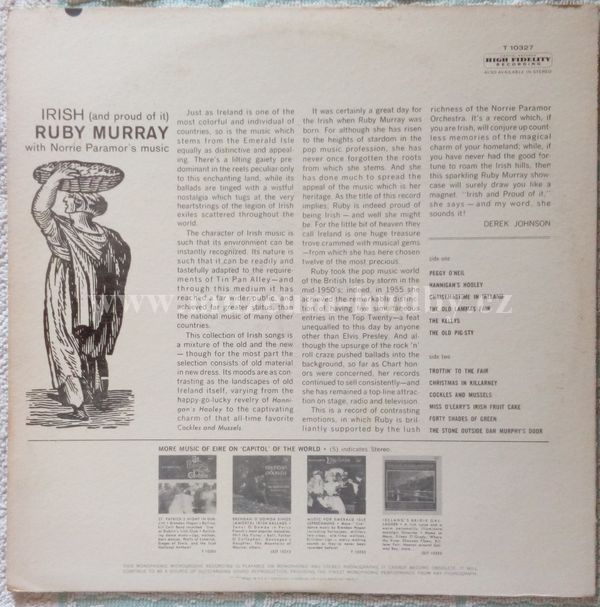 T 10327
HIGH FIDELITY
RECORDING
ALSO AVAILABLE IN STEREO
IRISH (and proud of it)
RUBY MURRAY
with Norrie Paramor's music
Just as Ireland is one of the
most colorful and individual of
countries, so is the music which
stems from the Emerald Isle
equally as distinctive and appeal-
ing. There's a lilting gaiety pre-
dominant in the reels peculiar only
to this enchanting land, while its
ballads are tinged with a wistful
nostalgia which tugs at the very
heartstrings of the legion of Irish
exiles scattered throughout the
world.
The character of Irish music is
such that its environment can be
instantly recognized. Its nature is
such that it can be readily and
tastefully adapted to the require-
ments of Tin Pan Alley—and
through this medium it has
reached a far wider public, and
achieved greater stature, than
the national music of many other
countries.
This collection of Irish songs is
a mixture of the old and the new
—though for the most part the
selection consists of old material
in new dress. Its moods are as con-
trasting as the landscapes of old
Ireland itself, varying from the
happy-go-lucky revelry of Hanni-
gan's Hooley to the captivating
charm of that all-time favorite
Cockles and Mussels.
It was certainly a great day for
the Irish when Ruby Murray was
born. For although she has risen
to the heights of stardom in the
pop music profession, she has
never once forgotten the roots
from which she stems. And she
has done much to spread the
appeal of the music which is her
heritage. As the title of this record
implies, Ruby is indeed proud of
being Irish—and well she might
be. For the little bit of heaven they
call Ireland is one huge treasure
trove crammed with musical gems
—from which she has here chosen
twelve of the most precious.
Ruby took the pop music world
of the British Isles by storm in the
mid-1950's; indeed, in 1955 she
set up the record (no pun in-
tended) of having five simultaneous
entries in the Top Twenty—a feat
unequalled to this day by anyone
other than Elvis Presley. And al-
though the upsurge of the rock 'n'
roll craze pushed ballads into the
background, so far as Chart hon-
ors were concerned, her records
continued to sell consistently—and
she has remained a top-line attrac-
tion on stage, radio and television.
This is a record of contrasting
emotions, in which Ruby is bril-
liantly supported by the lush
richness of the Norrie Paramor
Orchestra. It's a record which, if
you are Irish, will conjure up count-
less memories of the magical
charm of your homeland; while, if
you have never had the good for-
tune to roam the Irish hills, then
this sparkling Ruby Murray show-
case will surely draw you like a
magnet. "Irish and Proud of it,"
she says—and my word, she
sounds it!
DEREK JOHNSON
side one
PEGGY O'NEIL
HANNIGAN'S HOOLEY
IT'S SPRINGTIME IN IRELAND
THE OLD LAMMAS FAIR
THE KELLYS
THE OLD PIG-STY
side two
TROTTIN' TO THE FAIR
CHRISTMAS IN KILLARNEY
COCKLES AND MUSSELS
MISS O'LEARY'S IRISH FRUIT CAKE
FORTY SHADES OF GREEN
THE STONE OUTSIDE DAN MURPHY'S DOOR
MORE MUSIC OF EIRE ON 'CAPITOL' OF THE WORLD • (S) indicates Stereo